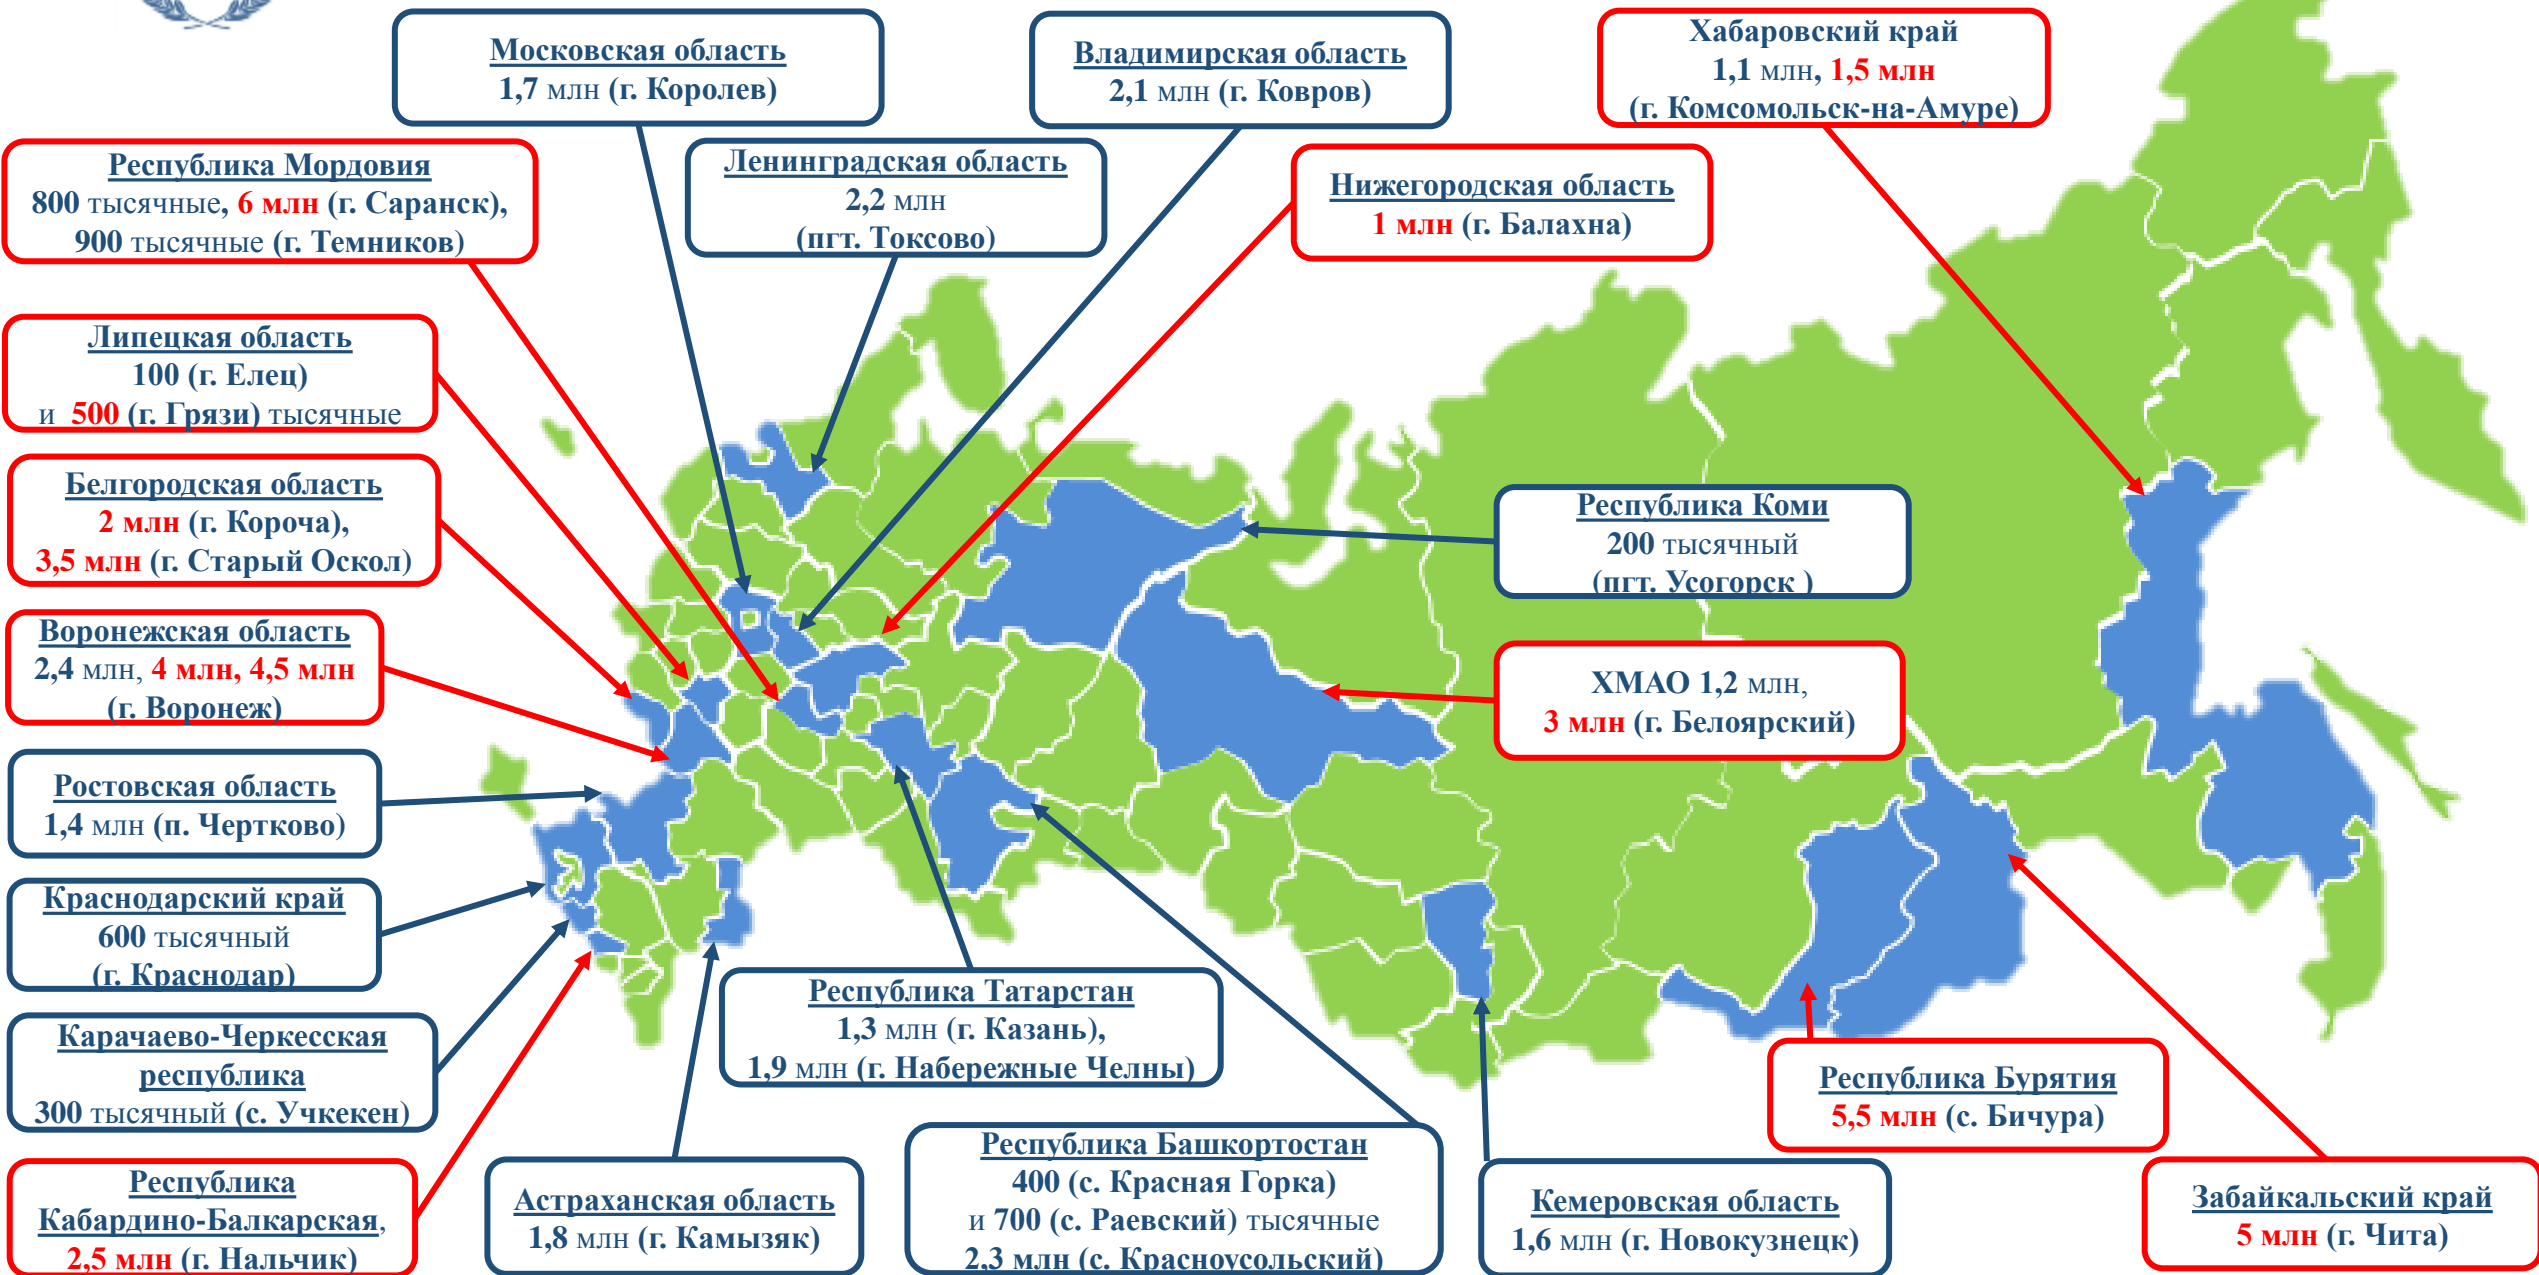 Московская область
1,7 млн (г. Королев)
Владимирская область
2,1 млн (г. Ковров)
Хабаровский край
1,1 млн, 1,5 млн
(г. Комсомольск-на-Амуре)
Республика Мордовия
800 тысячные, 6 млн (г. Саранск),
900 тысячные (г. Темников)
Ленинградская область
2,2 млн
(пгт. Токсово)
Нижегородская область
1 млн (г. Балахна)
Липецкая область
100 (г. Елец)
и 500 (г. Грязи) тысячные
Белгородская область
2 млн (г. Короча),
3,5 млн (г. Старый Оскол)
Республика Коми
200 тысячный
(пгт. Усогорск )
Воронежская область
2,4 млн, 4 млн, 4,5 млн
(г. Воронеж)
ХМАО 1,2 млн,
3 млн (г. Белоярский)
Ростовская область
1,4 млн (п. Чертково)
Краснодарский край
600 тысячный
(г. Краснодар)
Республика Татарстан
1,3 млн (г. Казань),
1,9 млн (г. Набережные Челны)
Карачаево-Черкесская
республика
300 тысячный (с. Учкекен)
Республика Бурятия
5,5 млн (с. Бичура)
Республика
Кабардино-Балкарская,
2,5 млн (г. Нальчик)
Астраханская область
1,8 млн (г. Камызяк)
Республика Башкортостан
400 (с. Красная Горка)
и 700 (с. Раевский) тысячные
2,3 млн (с. Красноусольский)
Кемеровская область
1,6 млн (г. Новокузнецк)
Забайкальский край
5 млн (г. Чита)